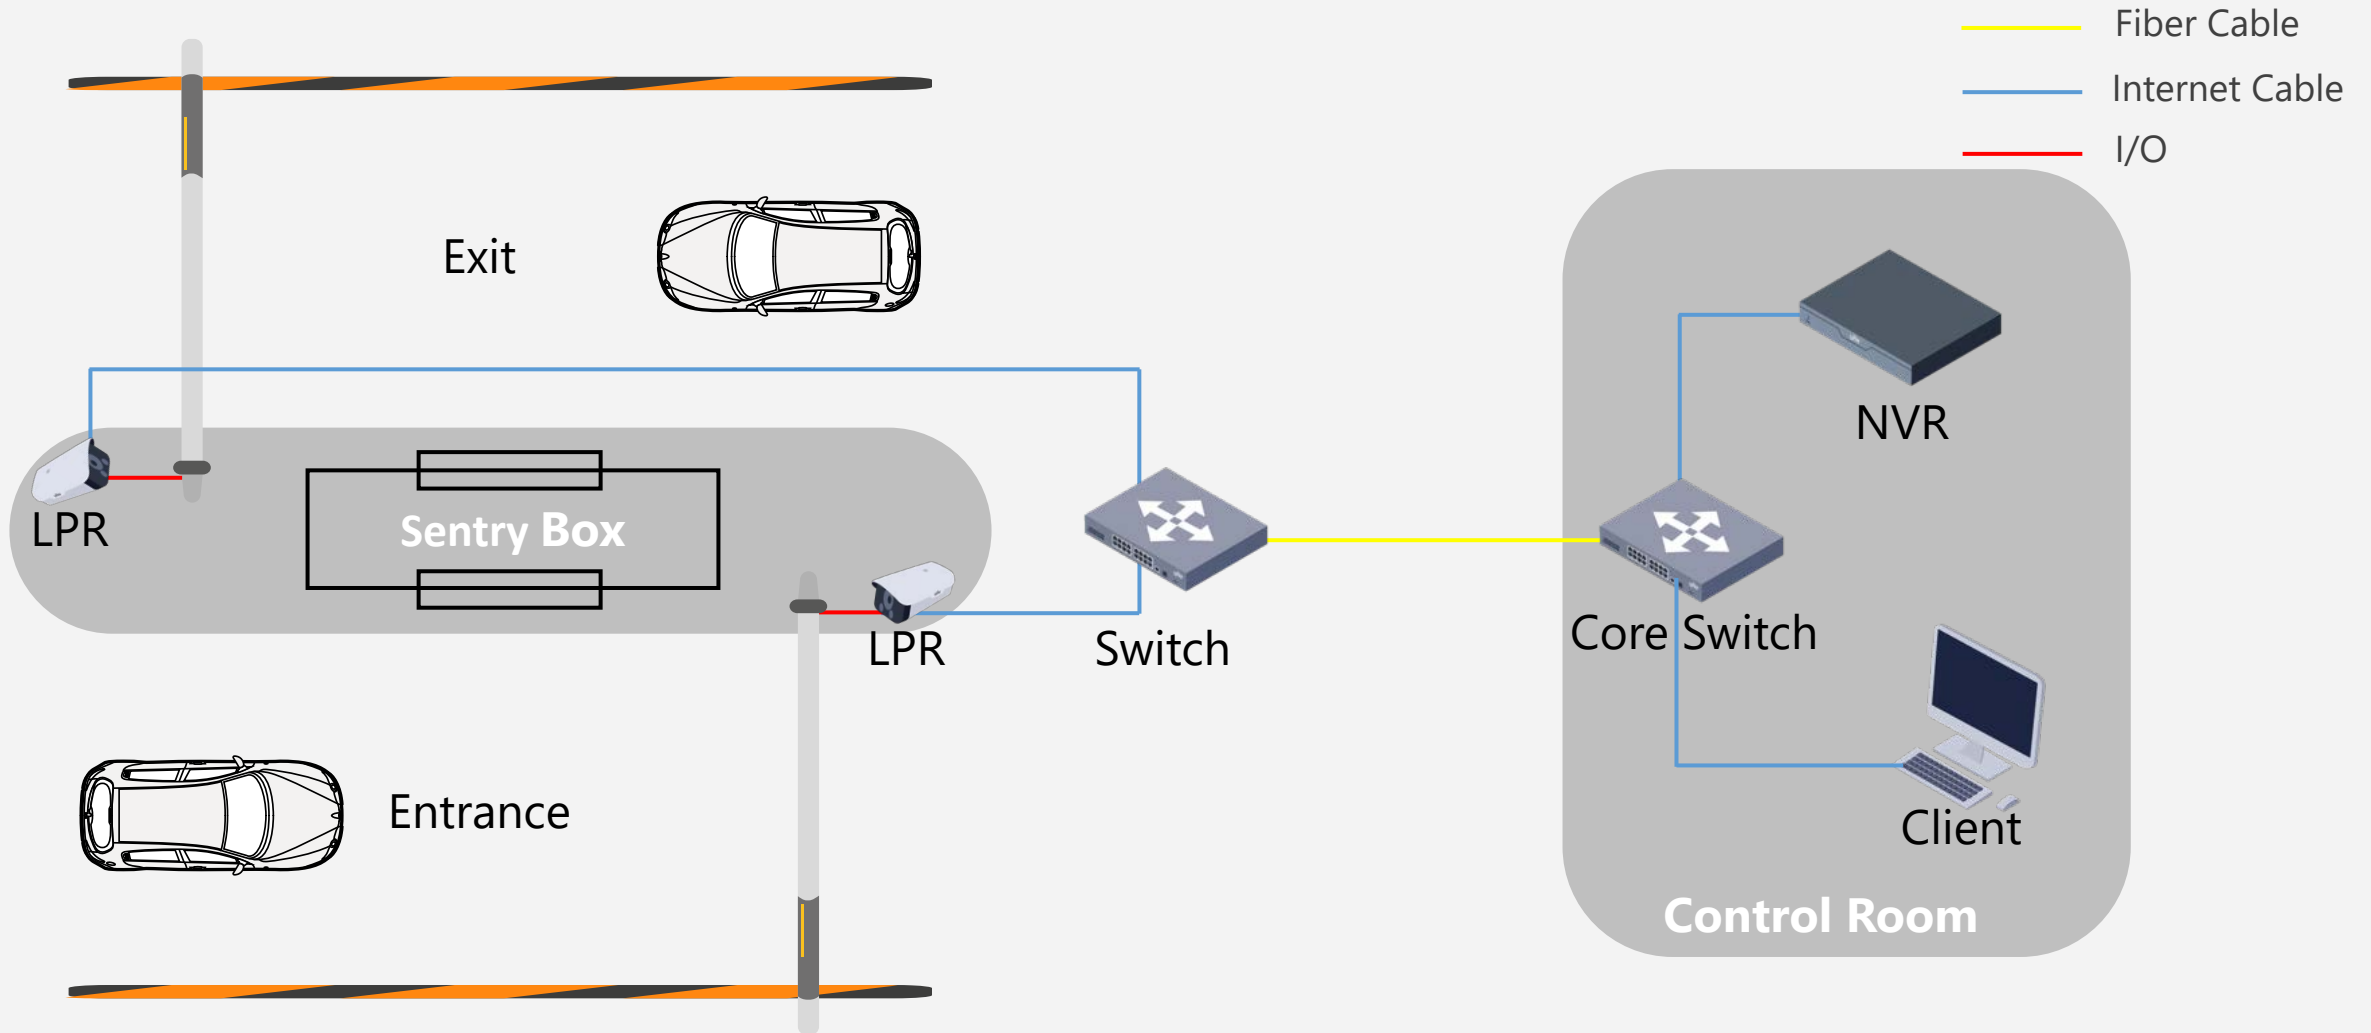 Fiber Cable
Internet Cable
I/O
Exit
NVR
LPR
Sentry Box
LPR
Switch
Core Switch
Entrance
Client
Control Room